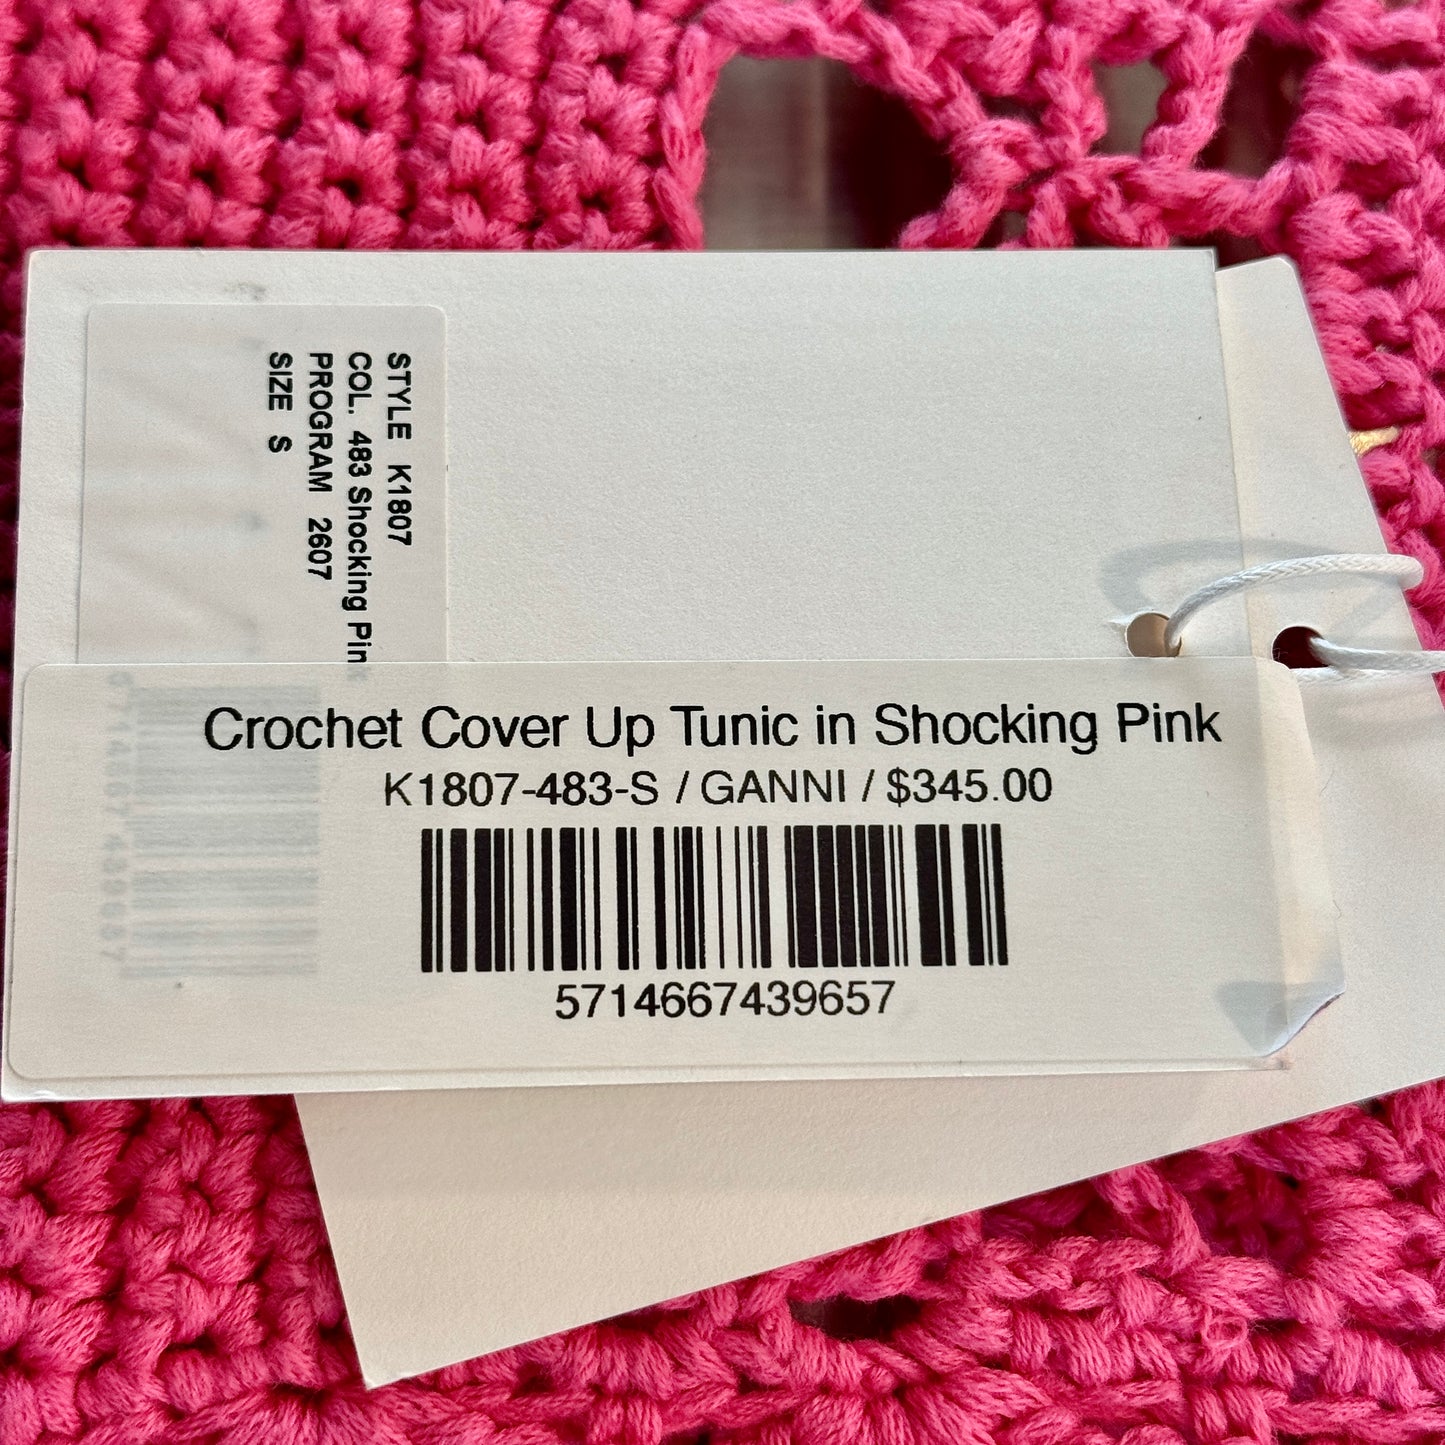 STYLE K1807
COL. 483 Shocking Pink
PROGRAM 2607
SIZE S
Crochet Cover Up Tunic in Shocking Pink
K1807-483-S / GANNI / $345.00
5714667439657